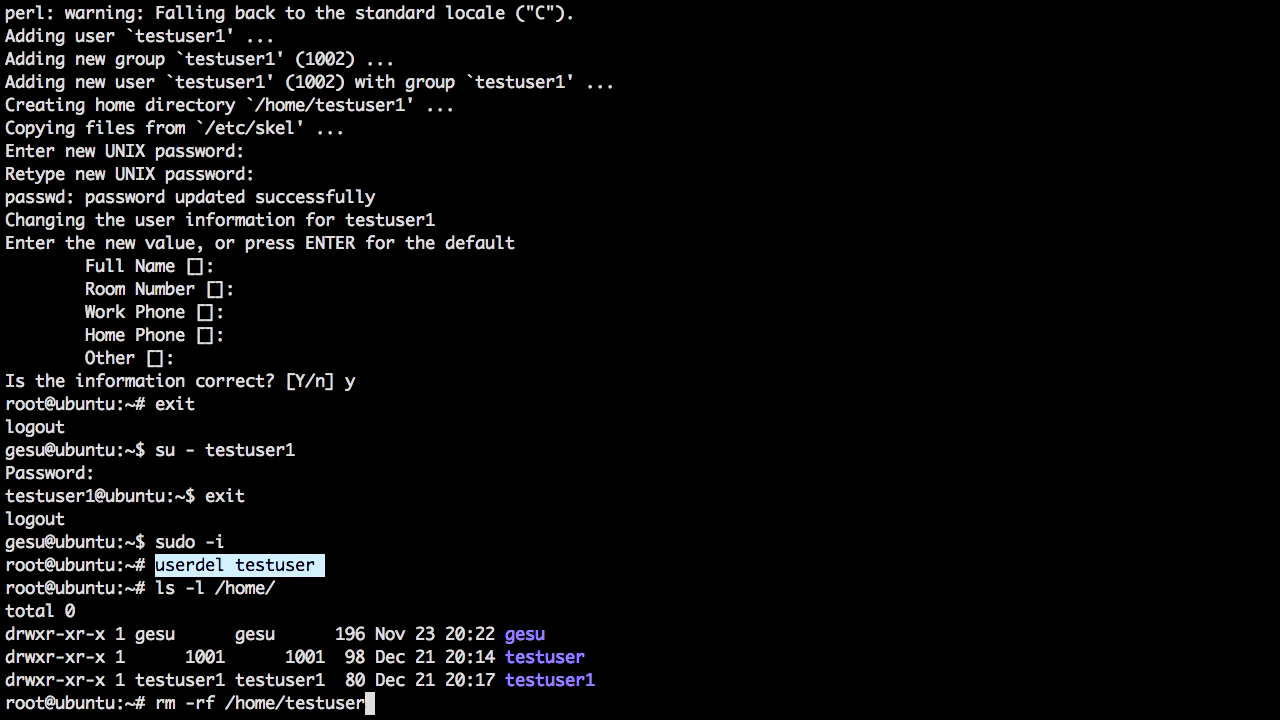 perl: warning: Falling back to the standard locale ("C").
Adding user `testuser1' ...
Adding new group `testuser1' (1002) ...
Adding new user `testuser1' (1002) with group `testuser1' ...
Creating home directory `/home/testuser1' ...
Copying files from `/etc/skel' ...
Enter new UNIX password:
Retype new UNIX password:
passwd: password updated successfully
Changing the user information for testuser1
Enter the new value, or press ENTER for the default
        Full Name []:
        Room Number []:
        Work Phone []:
        Home Phone []:
        Other []:
Is the information correct? [Y/n] y
root@ubuntu:~# exit
logout
gesu@ubuntu:~$ su - testuser1
Password:
testuser1@ubuntu:~$ exit
logout
gesu@ubuntu:~$ sudo -i
root@ubuntu:~# userdel testuser
root@ubuntu:~# ls -l /home/
total 0
drwxr-xr-x 1 gesu      gesu      196 Nov 23 20:22 gesu
drwxr-xr-x 1      1001      1001  98 Dec 21 20:14 testuser
drwxr-xr-x 1 testuser1 testuser1  80 Dec 21 20:17 testuser1
root@ubuntu:~# rm -rf /home/testuser